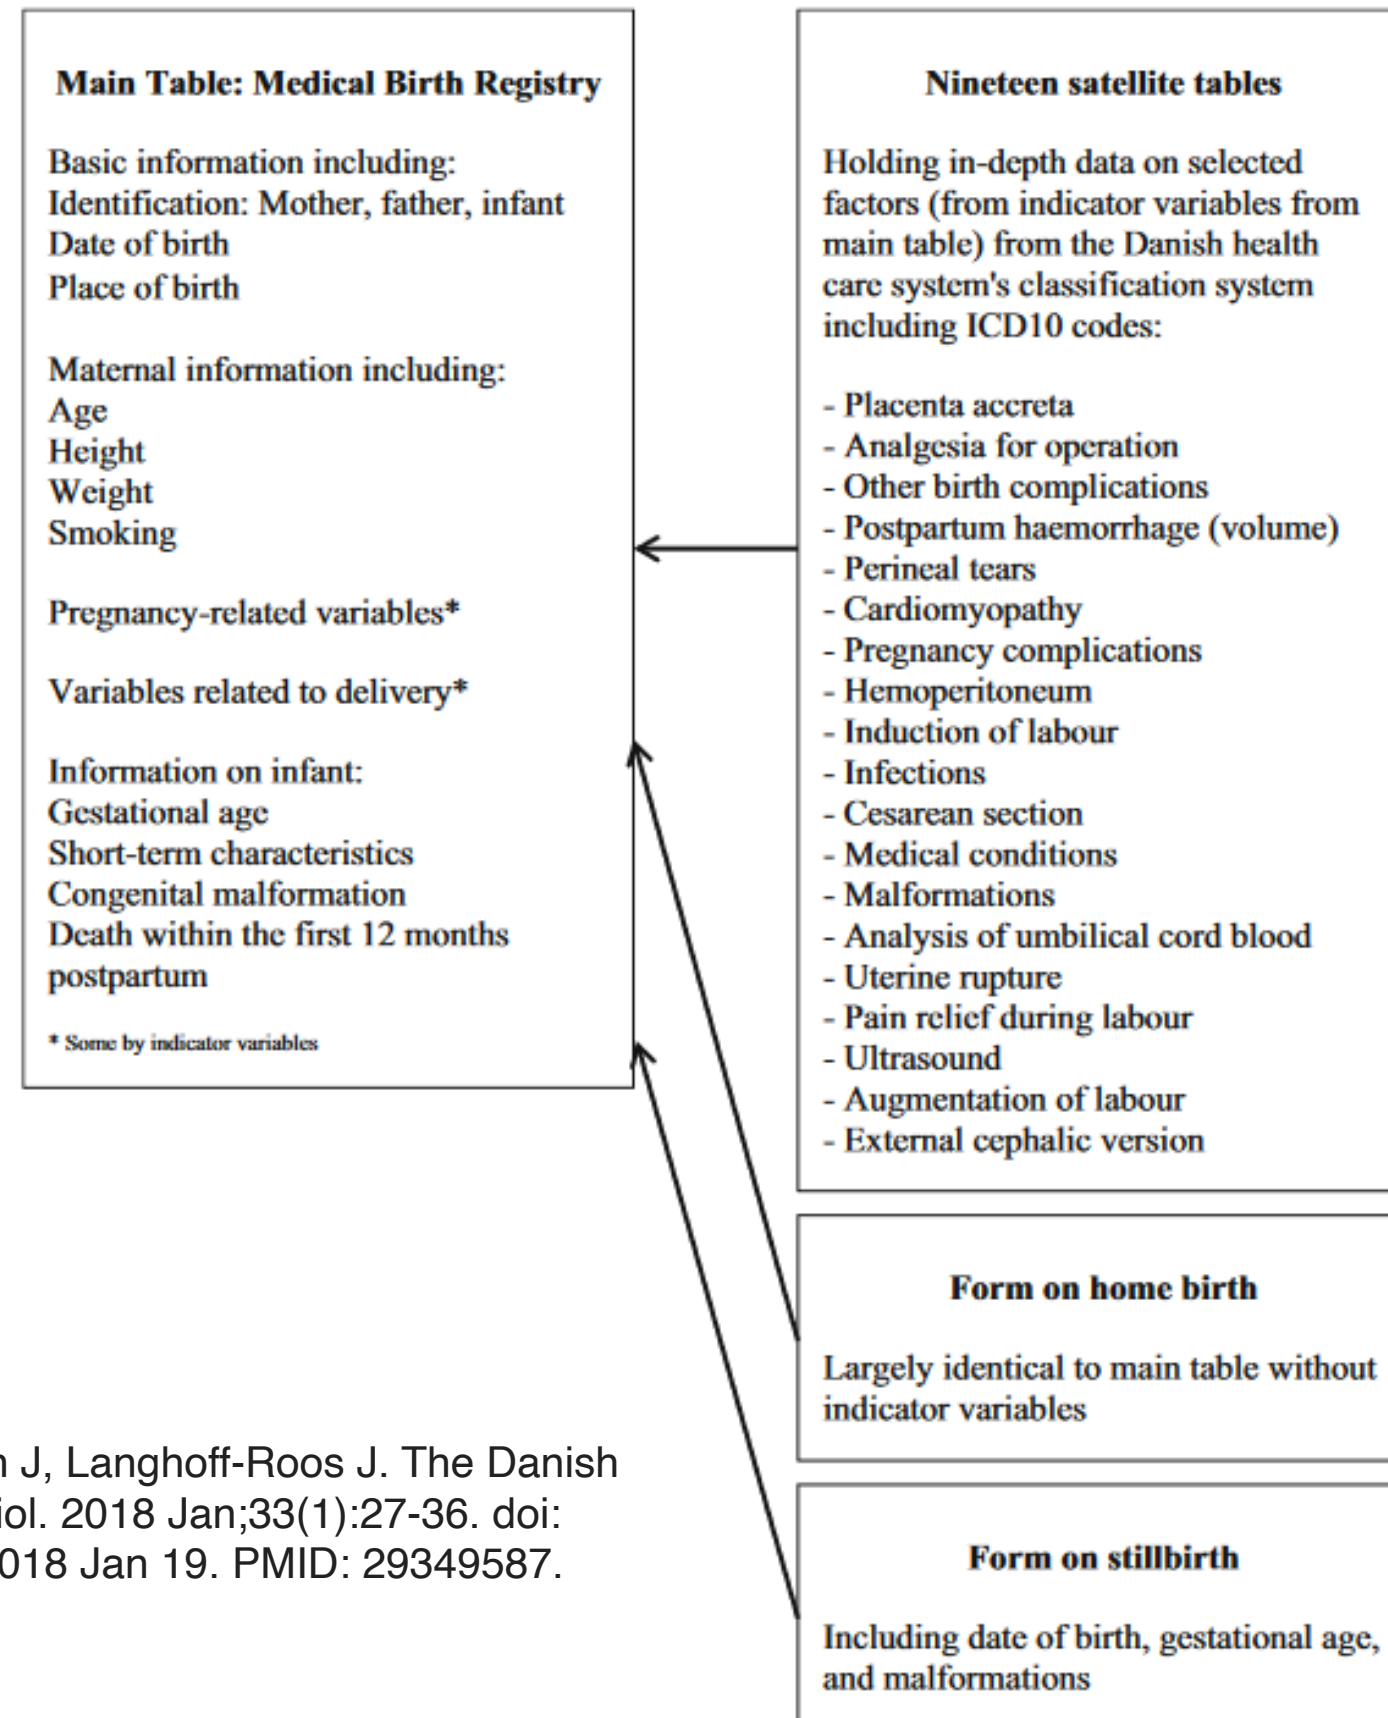 Main Table: Medical Birth Registry
Basic information including:
Identification: Mother, father, infant
Date of birth
Place of birth
Maternal information including:
Age
Height
Weight
Smoking
Pregnancy-related variables*
Variables related to delivery*
Information on infant:
Gestational age
Short-term characteristics
Congenital malformation
Death within the first 12 months
postpartum
* Some by indicator variables
Nineteen satellite tables
Holding in-depth data on selected
factors (from indicator variables from
main table) from the Danish health
care system's classification system
including ICD10 codes:
- Placenta accreta
- Analgesia for operation
- Other birth complications
- Postpartum haemorrhage (volume)
- Perineal tears
- Cardiomyopathy
- Pregnancy complications
- Hemoperitoneum
- Induction of labour
- Infections
- Cesarean section
- Medical conditions
- Malformations
- Analysis of umbilical cord blood
- Uterine rupture
- Pain relief during labour
- Ultrasound
- Augmentation of labour
- External cephalic version
Form on home birth
Largely identical to main table without
indicator variables
Form on stillbirth
Including date of birth, gestational age,
and malformations
J, Langhoff-Roos J. The Danish
iol. 2018 Jan;33(1):27-36. doi:
018 Jan 19. PMID: 29349587.